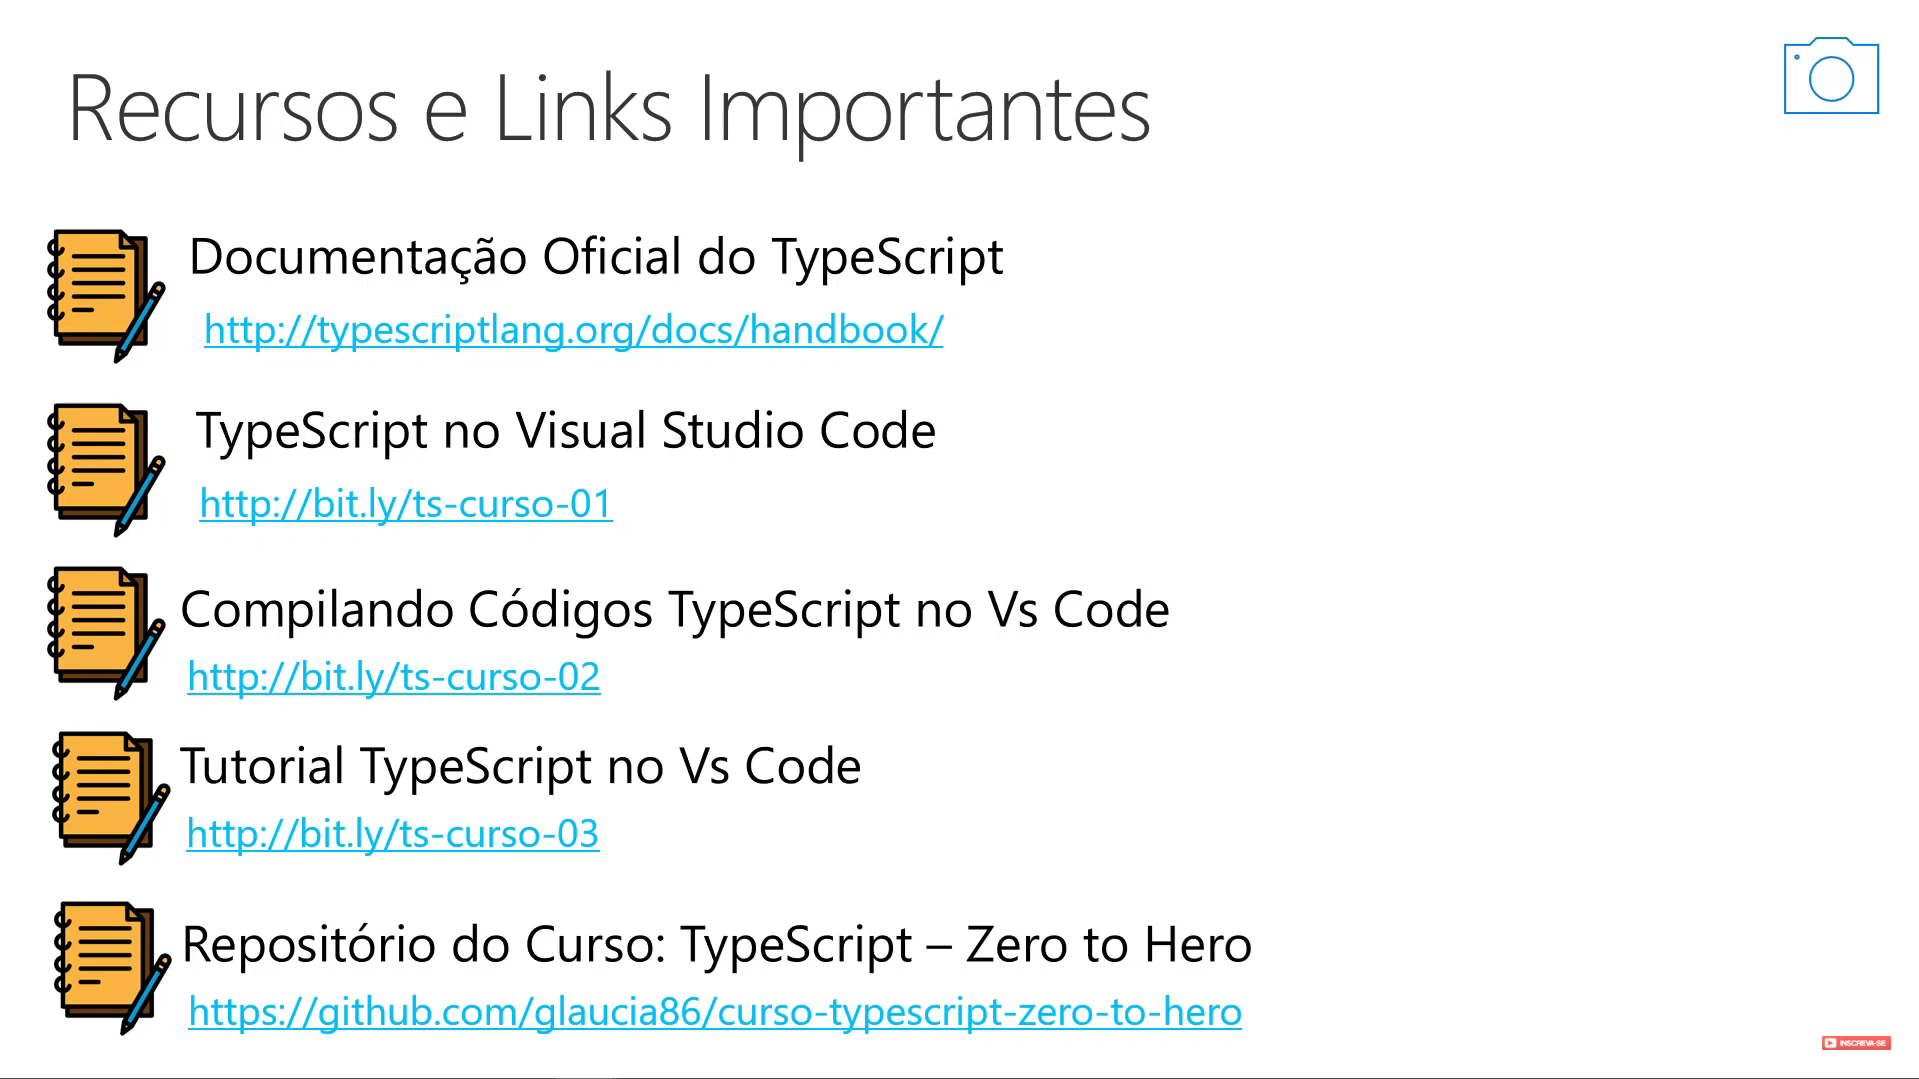 Recursos e Links Importantes
Documentação Oficial do TypeScript
http://typescriptlang.org/docs/handbook/
TypeScript no Visual Studio Code
http://bit.ly/ts-curso-01
Compilando Códigos TypeScript no Vs Code
http://bit.ly/ts-curso-02
Tutorial TypeScript no Vs Code
http://bit.ly/ts-curso-03
Repositório do Curso: TypeScript – Zero to Hero
https://github.com/glaucia86/curso-typescript-zero-to-hero
INSCREVA-SE